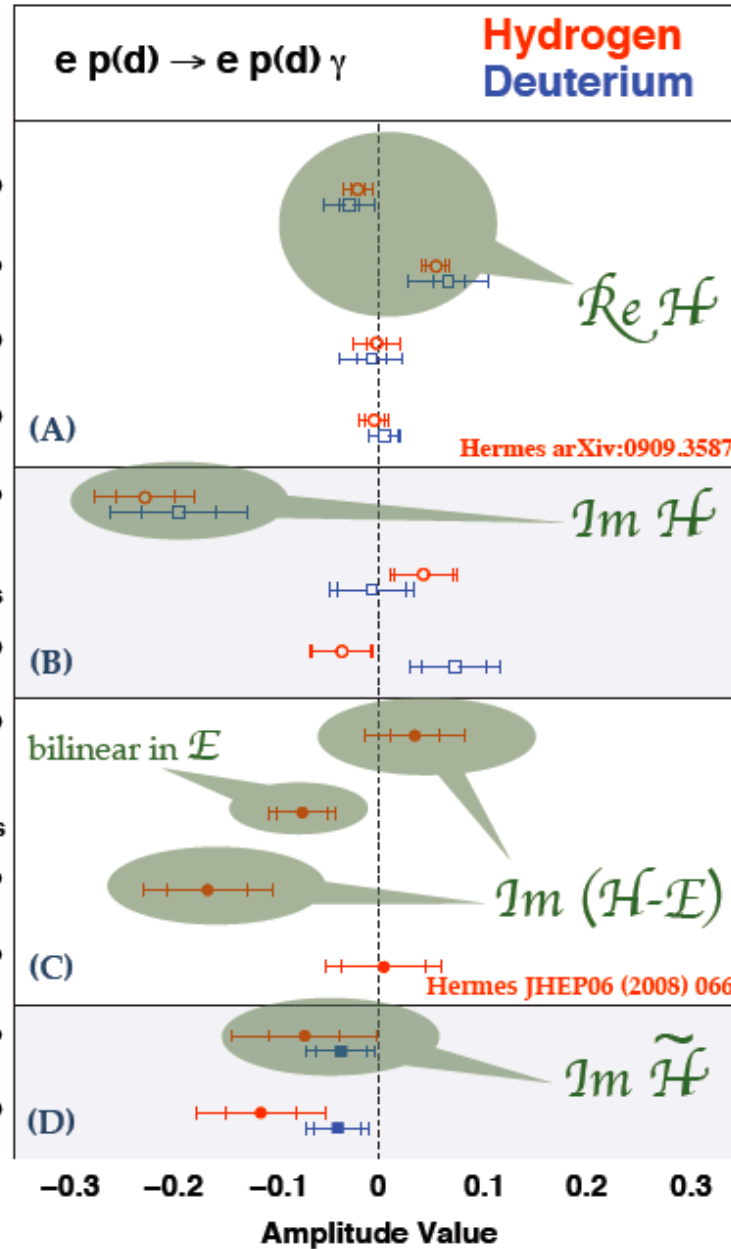 e p(d) → e p(d) γ
Hydrogen
Deuterium
Re H
(A)
Hermes arXiv:0909.3587
Im H
(B)
bilinear in E
Im (H-E)
(C)
Hermes JHEP06 (2008) 066
Im H̃
(D)
−0.3 −0.2 −0.1 0 0.1 0.2 0.3
Amplitude Value